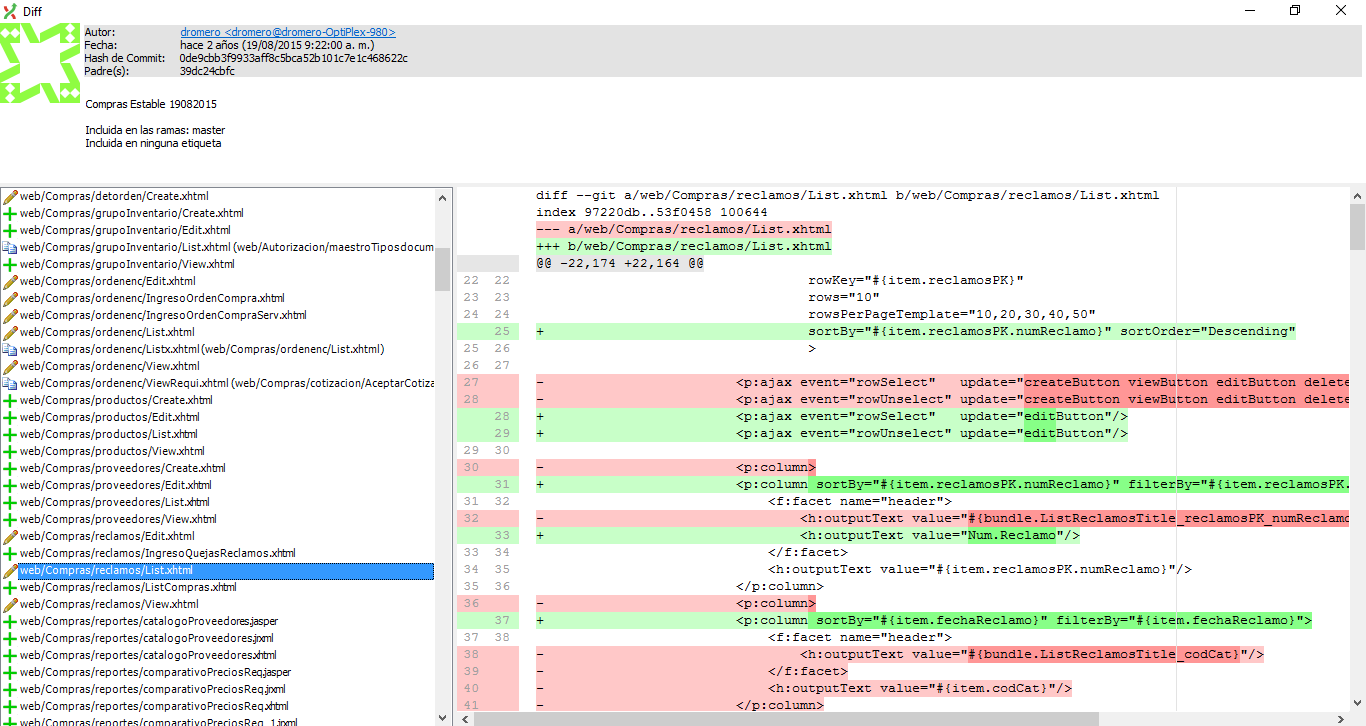 Diff
Autor: dromero <dromero@dromero-OptiPlex-980>
Fecha: hace 2 años (19/08/2015 9:22:00 a. m.)
Hash de Commit: 0de9cbb3f9933aff8c5bca52b101c7e1c468622c
Padre(s): 39dc24cbfc
Compras Estable 19082015
Incluida en las ramas: master
Incluida en ninguna etiqueta
web/Compras/detorden/Create.xhtml
web/Compras/grupoInventario/Create.xhtml
web/Compras/grupoInventario/Edit.xhtml
web/Compras/grupoInventario/List.xhtml (web/Autorizacion/maestroTiposdocum
web/Compras/grupoInventario/View.xhtml
web/Compras/ordenenc/Edit.xhtml
web/Compras/ordenenc/IngresoOrdenCompra.xhtml
web/Compras/ordenenc/IngresoOrdenCompraServ.xhtml
web/Compras/ordenenc/List.xhtml
web/Compras/ordenenc/Listx.xhtml (web/Compras/ordenenc/List.xhtml)
web/Compras/ordenenc/View.xhtml
web/Compras/ordenenc/ViewRequi.xhtml (web/Compras/cotizacion/AceptarCotiza
web/Compras/productos/Create.xhtml
web/Compras/productos/Edit.xhtml
web/Compras/productos/List.xhtml
web/Compras/productos/View.xhtml
web/Compras/proveedores/Create.xhtml
web/Compras/proveedores/Edit.xhtml
web/Compras/proveedores/List.xhtml
web/Compras/proveedores/View.xhtml
web/Compras/reclamos/Edit.xhtml
web/Compras/reclamos/IngresoQuejasReclamos.xhtml
web/Compras/reclamos/List.xhtml
web/Compras/reclamos/ListCompras.xhtml
web/Compras/reclamos/View.xhtml
web/Compras/reportes/catalogoProveedores.jasper
web/Compras/reportes/catalogoProveedores.jrxml
web/Compras/reportes/catalogoProveedores.xhtml
web/Compras/reportes/comparativoPreciosReq.jasper
web/Compras/reportes/comparativoPreciosReq.jrxml
web/Compras/reportes/comparativoPreciosReq.xhtml
web/Compras/reportes/comparativoPreciosReq_1.jrxml
diff --git a/web/Compras/reclamos/List.xhtml b/web/Compras/reclamos/List.xhtml
index 97220db..53f0458 100644
--- a/web/Compras/reclamos/List.xhtml
+++ b/web/Compras/reclamos/List.xhtml
@@ -22,174 +22,164 @@
22 22 rowKey="#{item.reclamosPK}"
23 23 rows="10"
24 24 rowsPerPageTemplate="10,20,30,40,50"
25 + sortBy="#{item.reclamosPK.numReclamo}" sortOrder="Descending"
25 26 >
26 27
27 - <p:ajax event="rowSelect" update="createButton viewButton editButton delete
28 - <p:ajax event="rowUnselect" update="createButton viewButton editButton delete
28 + <p:ajax event="rowSelect" update="editButton"/>
29 + <p:ajax event="rowUnselect" update="editButton"/>
29 30
30 - <p:column>
31 + <p:column sortBy="#{item.reclamosPK.numReclamo}" filterBy="#{item.reclamosPK.
31 32 <f:facet name="header">
32 - <h:outputText value="#{bundle.ListReclamosTitle_reclamosPK_numReclamo
33 + <h:outputText value="Num.Reclamo"/>
33 34 </f:facet>
34 35 <h:outputText value="#{item.reclamosPK.numReclamo}"/>
35 36 </p:column>
36 - <p:column>
37 + <p:column sortBy="#{item.fechaReclamo}" filterBy="#{item.fechaReclamo}">
37 38 <f:facet name="header">
38 - <h:outputText value="#{bundle.ListReclamosTitle_codCat}"/>
39 - </f:facet>
40 - <h:outputText value="#{item.codCat}"/>
41 - </p:column>